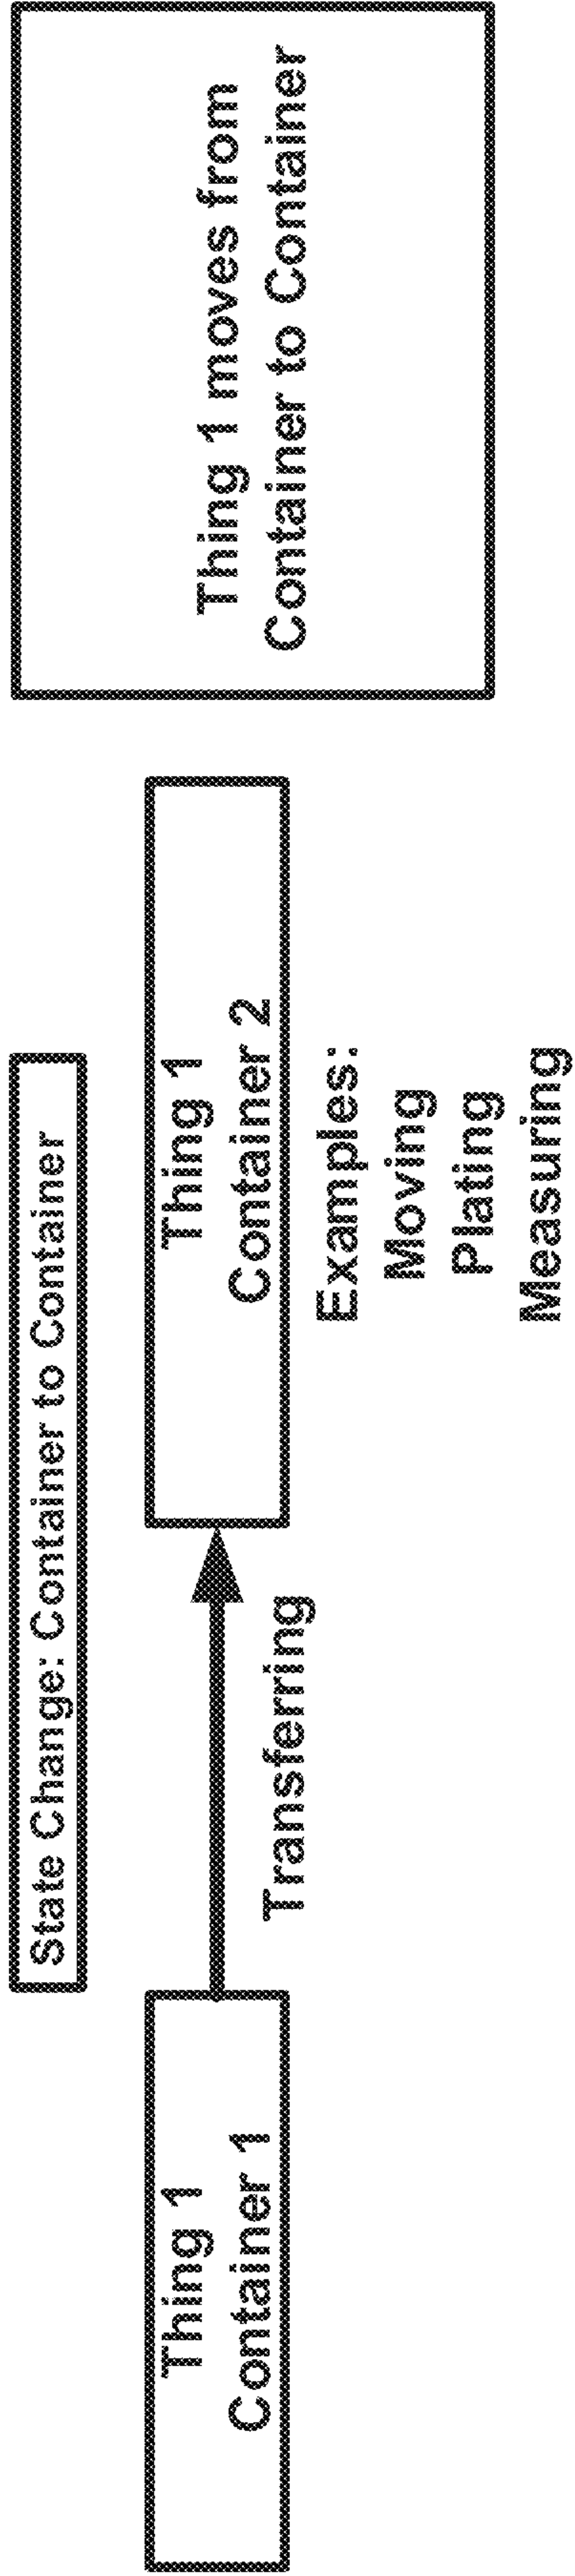 State Change: Container to Container
Thing 1
Container 1
Transferring
Thing 1
Container 2
Examples:
Moving
Plating
Measuring
Thing 1 moves from
Container to Container